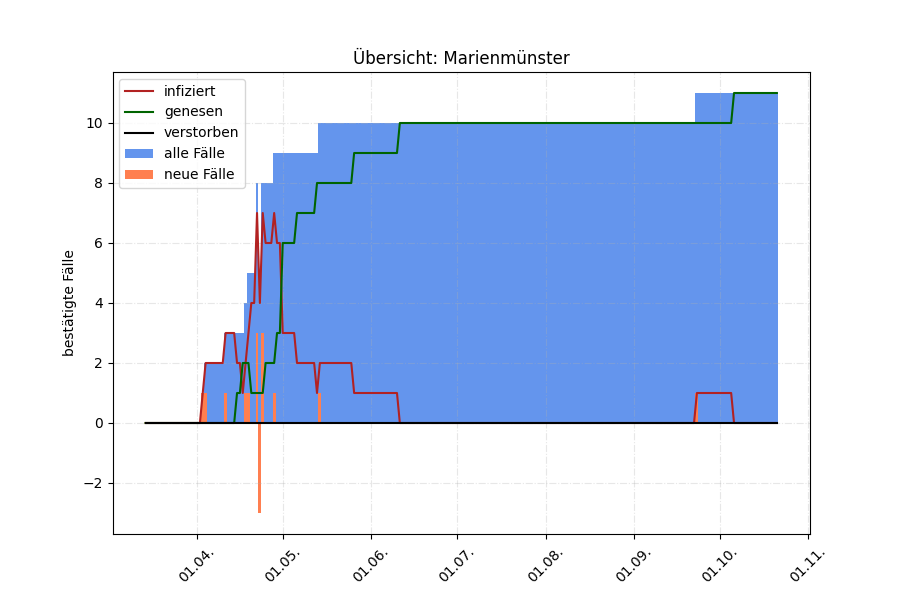 Übersicht: Marienmünster
infiziert
genesen
verstorben
alle Fälle
neue Fälle
bestätigte Fälle
10
8
6
4
2
0
−2
01.04.
01.05.
01.06.
01.07.
01.08.
01.09.
01.10.
01.11.